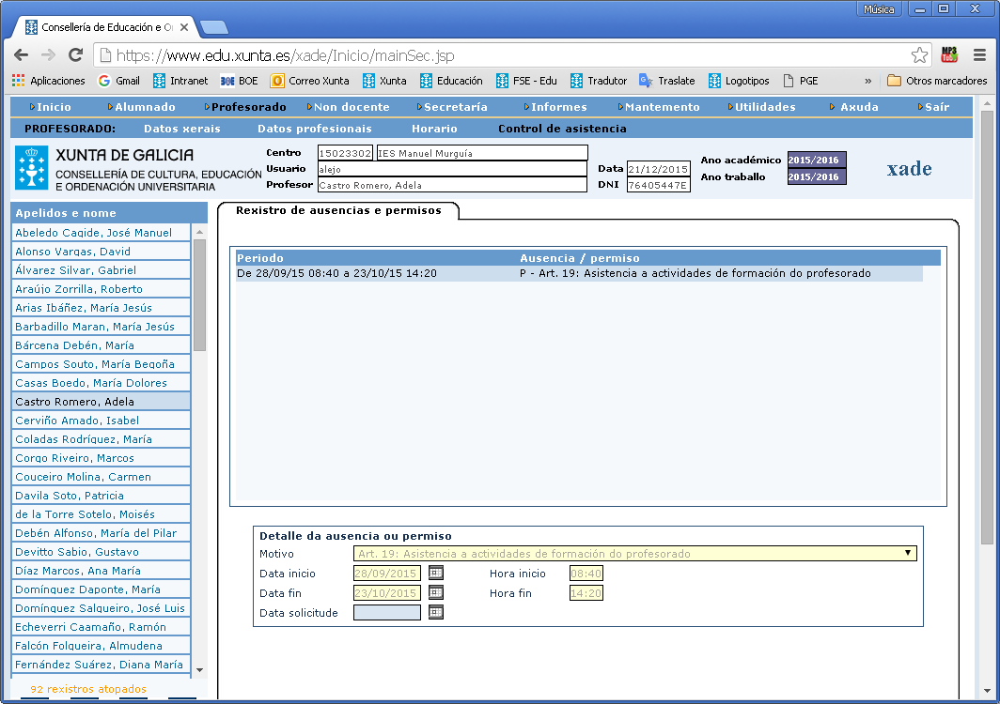 Música
Consellería de Educación e Or
https://www.edu.xunta.es/xade/Inicio/mainSec.jsp
Aplicaciones Gmail Intranet BOE Correo Xunta Xunta Educación FSE - Edu Tradutor Traslate Logotipos PGE » Otros marcadores
Inicio Alumnado Profesorado Non docente Secretaría Informes Mantemento Utilidades Axuda Saír
PROFESORADO: Datos xerais Datos profesionais Horario Control de asistencia
XUNTA DE GALICIA
CONSELLERÍA DE CULTURA, EDUCACIÓN
E ORDENACIÓN UNIVERSITARIA
Centro 15023302 IES Manuel Murguía
Usuario alejo Data 21/12/2015
Profesor Castro Romero, Adela DNI 76405447E
Ano académico 2015/2016
Ano traballo 2015/2016
xade
Apelidos e nome
Abeledo Cagide, José Manuel
Alonso Vargas, David
Álvarez Silvar, Gabriel
Araújo Zorrilla, Roberto
Arias Ibáñez, María Jesús
Barbadillo Maran, María Jesús
Bárcena Debén, María
Campos Souto, María Begoña
Casas Boedo, María Dolores
Castro Romero, Adela
Cerviño Amado, Isabel
Coladas Rodríguez, María
Corgo Riveiro, Marcos
Couceiro Molina, Carmen
Davila Soto, Patricia
de la Torre Sotelo, Moisés
Debén Alfonso, María del Pilar
Devitto Sabio, Gustavo
Díaz Marcos, Ana María
Domínguez Daponte, María
Domínguez Salgueiro, José Luis
Echeverri Caamaño, Ramón
Falcón Folgueira, Almudena
Fernández Suárez, Diana María
92 rexistros atopados
Rexistro de ausencias e permisos
Periodo Ausencia / permiso
De 28/09/15 08:40 a 23/10/15 14:20 P - Art. 19: Asistencia a actividades de formación do profesorado
Detalle da ausencia ou permiso
Motivo Art. 19: Asistencia a actividades de formación do profesorado
Data inicio 28/09/2015 Hora inicio 08:40
Data fin 23/10/2015 Hora fin 14:20
Data solicitude